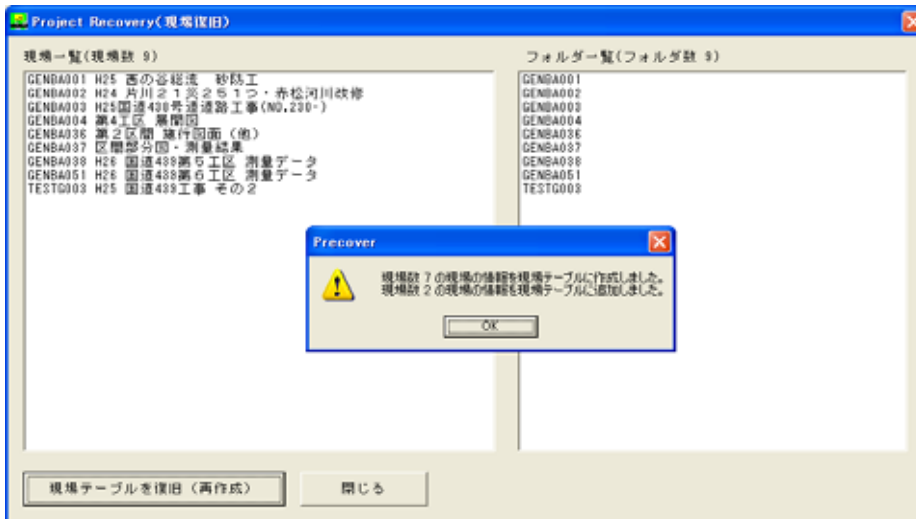 Project Recovery(現場復旧)
現場一覧(現場数 9)
GENBA001 H25 西の谷総流 砂防工
GENBA002 H24 片川21災251つ・赤松河川改修
GENBA003 H25国道438号道路工事(NO.230-)
GENBA004 第4工区 展開図
GENBA036 第2区間 施行図面(他)
GENBA037 区間部分図・測量結果
GENBA038 H26 国道438第5工区 測量データ
GENBA051 H26 国道438第6工区 測量データ
TESTG003 H25 国道438工事 その2
フォルダ一覧(フォルダ数 9)
GENBA001
GENBA002
GENBA003
GENBA004
GENBA036
GENBA037
GENBA038
GENBA051
TESTG003
Precover
現場数 7 の現場の情報を現場テーブルに作成しました。
現場数 2 の現場の情報を現場テーブルに追加しました。
OK
現場テーブルを復旧(再作成)
閉じる